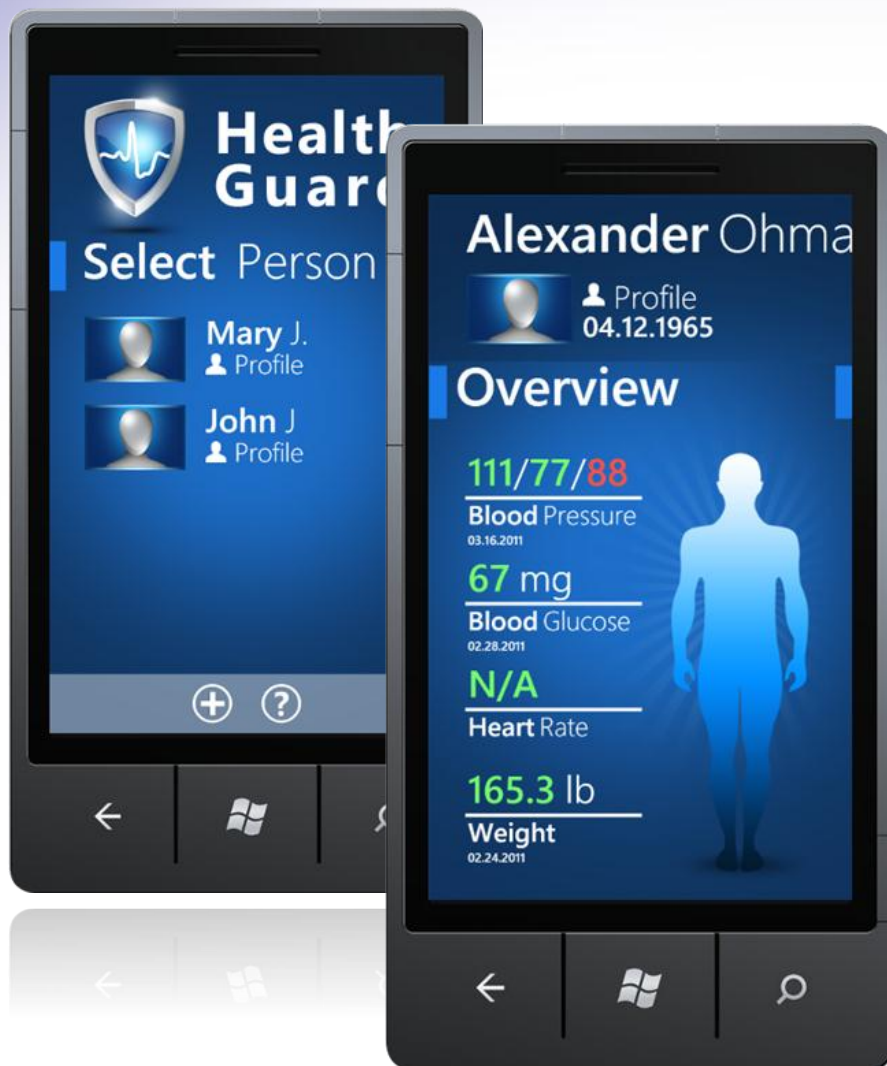 Health
Guard
Select Person
Mary J.
Profile
John J
Profile
Alexander Ohma
Profile
04.12.1965
Overview
111/77/88
Blood Pressure
03.16.2011
67 mg
Blood Glucose
02.28.2011
N/A
Heart Rate
165.3 lb
Weight
02.24.2011